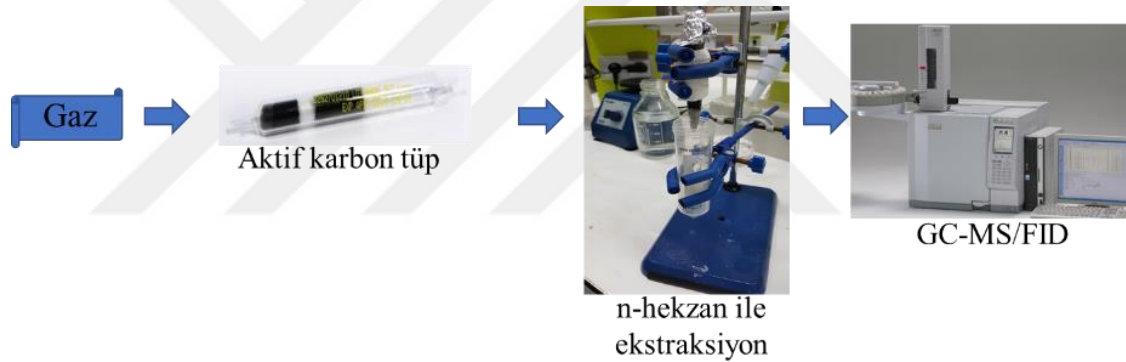 Gaz
Aktif karbon tüp
n-hekzan ile
ekstraksiyon
GC-MS/FID